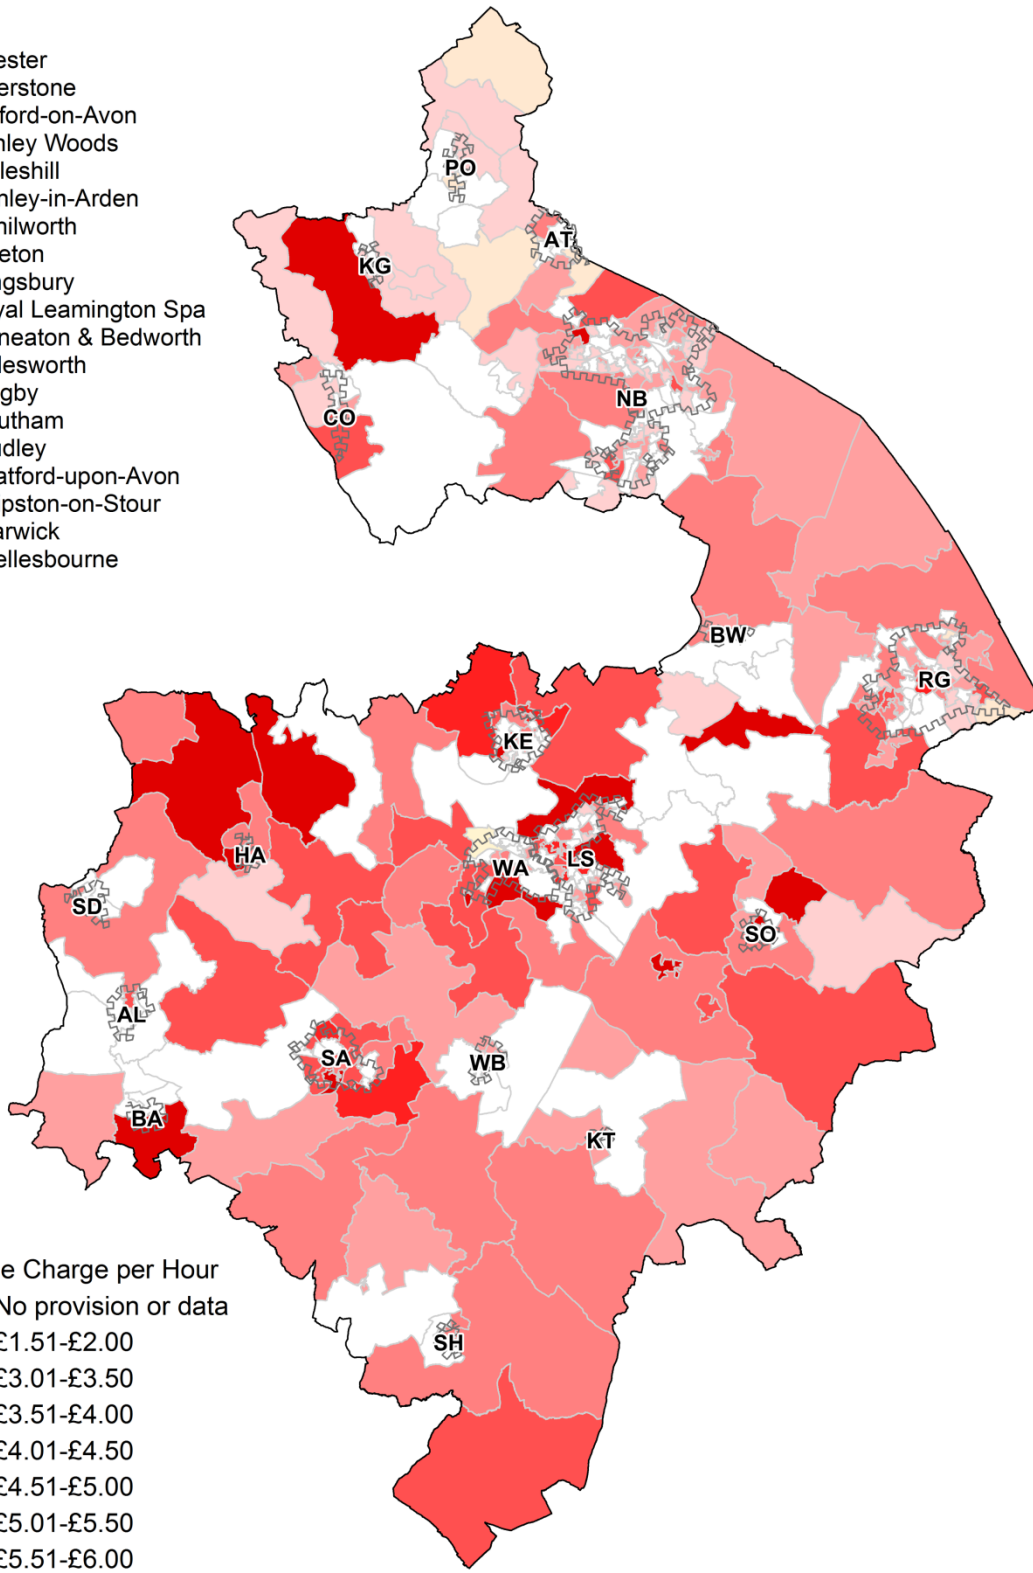 ester
erstone
ford-on-Avon
nley Woods
leshill
nley-in-Arden
nilworth
eton
ngsbury
yal Leamington Spa
neaton & Bedworth
lesworth
gby
utham
udley
atford-upon-Avon
ipston-on-Stour
arwick
ellesbourne
PO
AT
KG
NB
CO
BW
RG
KE
HA
WA
LS
SD
SO
AL
SA
WB
BA
KT
SH
e Charge per Hour
No provision or data
£1.51-£2.00
£3.01-£3.50
£3.51-£4.00
£4.01-£4.50
£4.51-£5.00
£5.01-£5.50
£5.51-£6.00